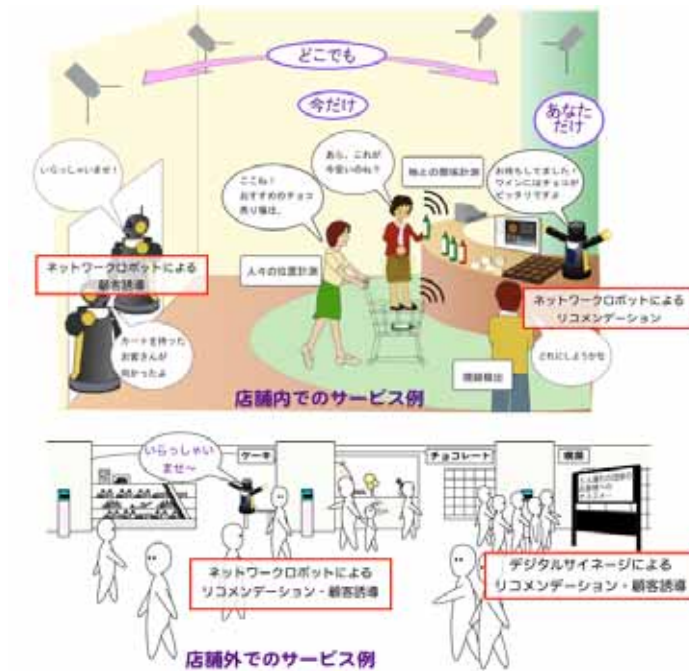 どこでも
今だけ
あなた
だけ
いらっしゃいませ!
ここね!
おすすめのチョコ
売り場は、
あら、これが
今安いのね?
物との関係計測
お待ちしてました!
ワインにはチョコが
ピッタリですよ
ネットワークロボットによる
顧客誘導
人々の位置計測
ネットワークロボットによる
リコメンデーション
カートを持った
お客さんが
向かったよ
どれにしようかな
店舗内でのサービス例
いらっしゃい
ませ~
ケーキ
チョコレート
ネットワークロボットによる
リコメンデーション・顧客誘導
デジタルサイネージによる
リコメンデーション・顧客誘導
店舗外でのサービス例